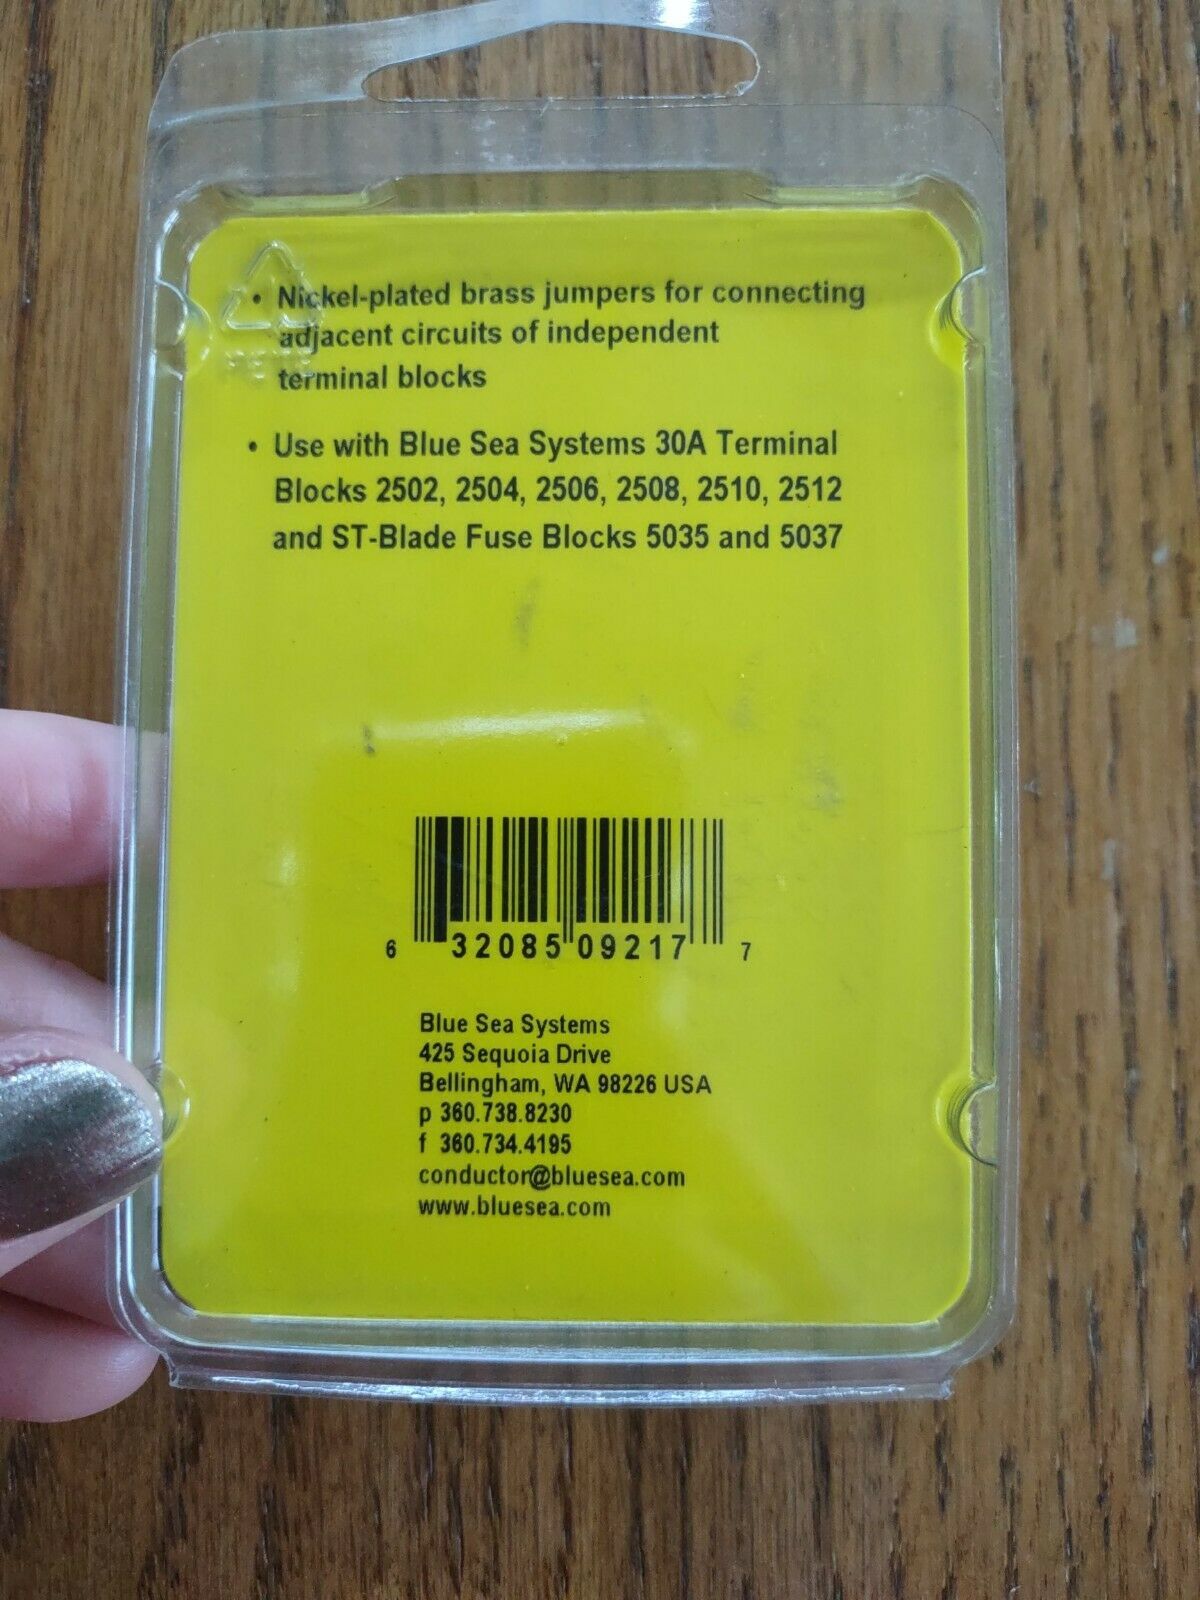 • Nickel-plated brass jumpers for connecting
adjacent circuits of independent
terminal blocks
• Use with Blue Sea Systems 30A Terminal
Blocks 2502, 2504, 2506, 2508, 2510, 2512
and ST-Blade Fuse Blocks 5035 and 5037
6 32085 09217 7
Blue Sea Systems
425 Sequoia Drive
Bellingham, WA 98226 USA
p 360.738.8230
f 360.734.4195
conductor@bluesea.com
www.bluesea.com